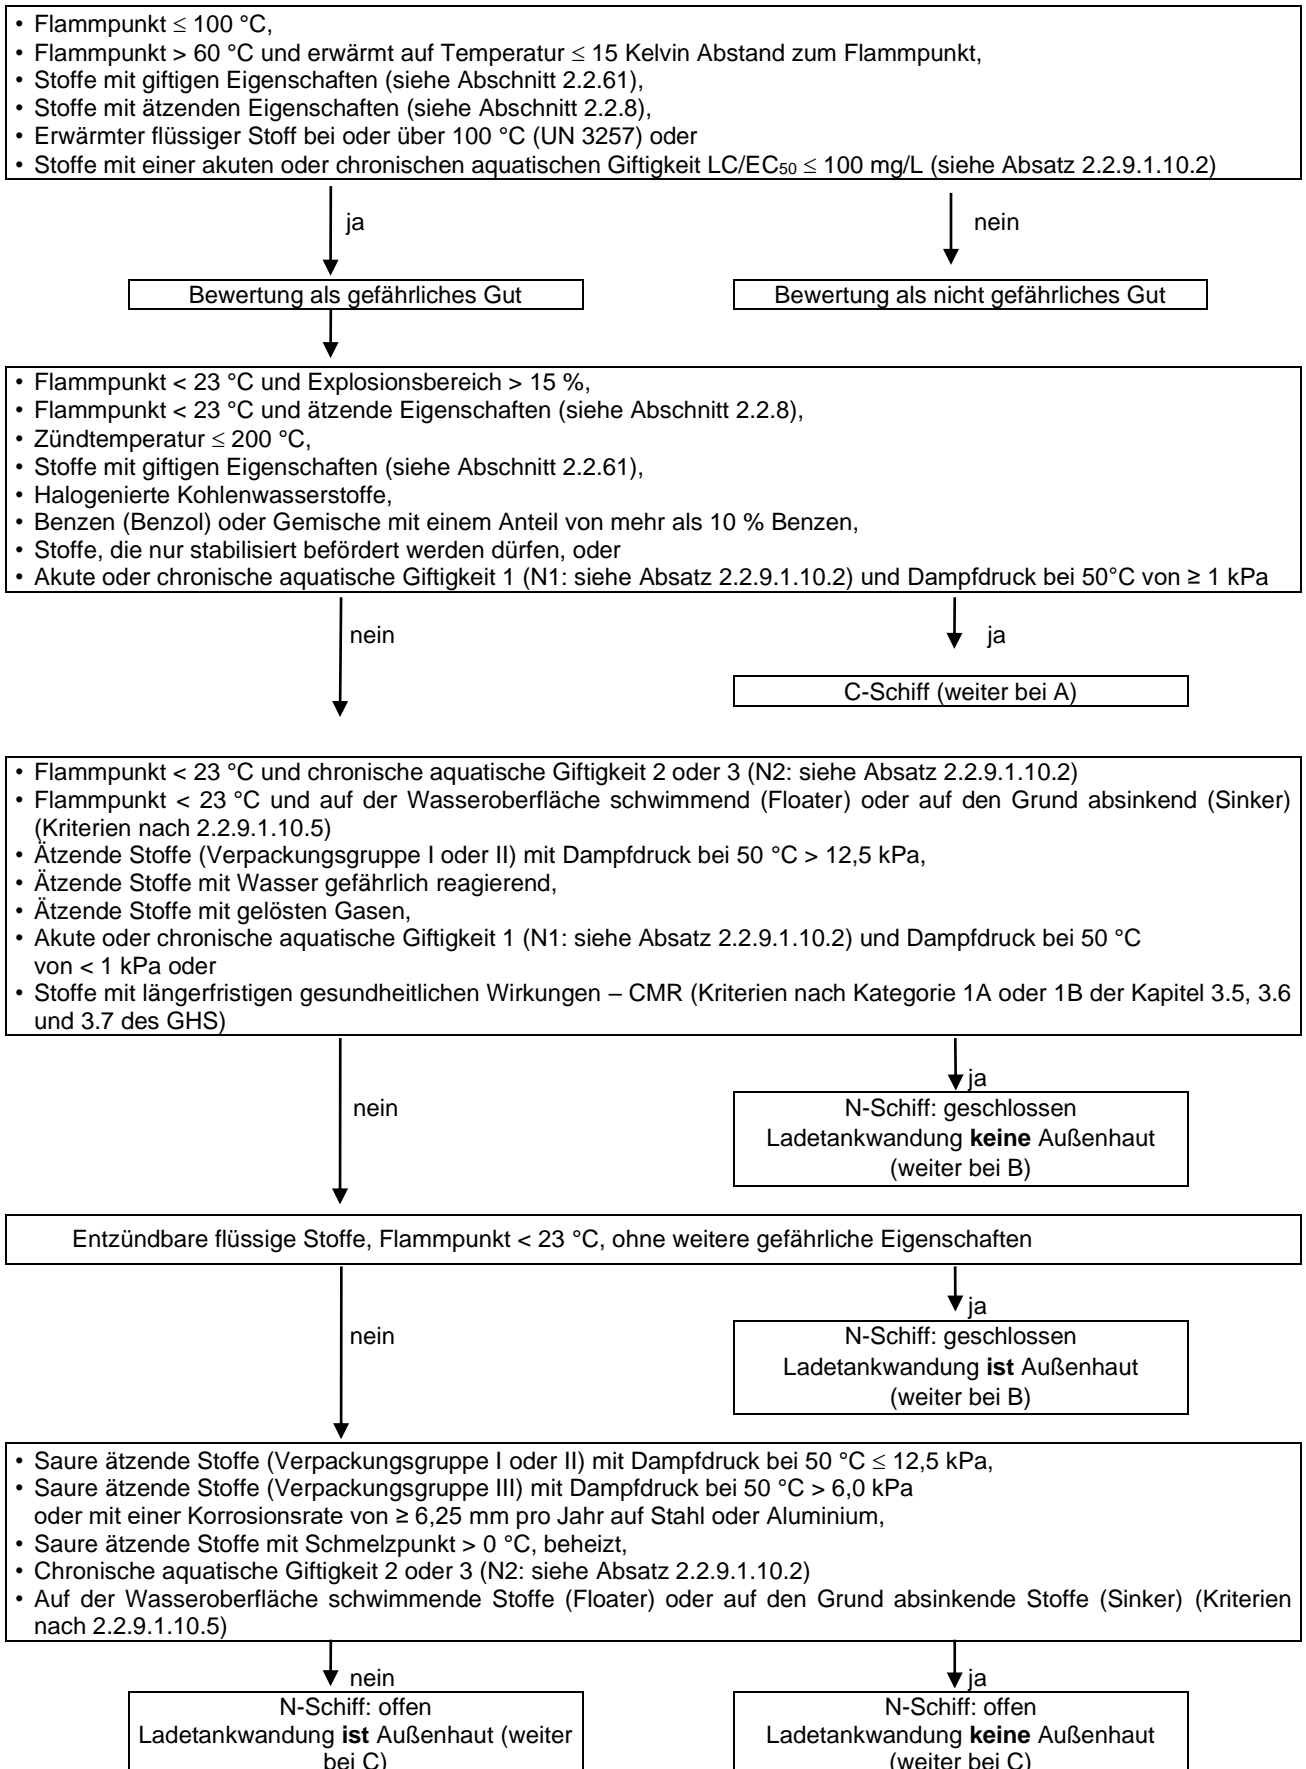 • Flammpunkt ≤ 100 °C,
• Flammpunkt > 60 °C und erwärmt auf Temperatur ≤ 15 Kelvin Abstand zum Flammpunkt,
• Stoffe mit giftigen Eigenschaften (siehe Abschnitt 2.2.61),
• Stoffe mit ätzenden Eigenschaften (siehe Abschnitt 2.2.8),
• Erwärmter flüssiger Stoff bei oder über 100 °C (UN 3257) oder
• Stoffe mit einer akuten oder chronischen aquatischen Giftigkeit LC/EC₅₀ ≤ 100 mg/L (siehe Absatz 2.2.9.1.10.2)
ja
nein
Bewertung als gefährliches Gut
Bewertung als nicht gefährliches Gut
• Flammpunkt < 23 °C und Explosionsbereich > 15 %,
• Flammpunkt < 23 °C und ätzende Eigenschaften (siehe Abschnitt 2.2.8),
• Zündtemperatur ≤ 200 °C,
• Stoffe mit giftigen Eigenschaften (siehe Abschnitt 2.2.61),
• Halogenierte Kohlenwasserstoffe,
• Benzen (Benzol) oder Gemische mit einem Anteil von mehr als 10 % Benzen,
• Stoffe, die nur stabilisiert befördert werden dürfen, oder
• Akute oder chronische aquatische Giftigkeit 1 (N1: siehe Absatz 2.2.9.1.10.2) und Dampfdruck bei 50°C von ≥ 1 kPa
nein
ja
C-Schiff (weiter bei A)
• Flammpunkt < 23 °C und chronische aquatische Giftigkeit 2 oder 3 (N2: siehe Absatz 2.2.9.1.10.2)
• Flammpunkt < 23 °C und auf der Wasseroberfläche schwimmend (Floater) oder auf den Grund absinkend (Sinker)
(Kriterien nach 2.2.9.1.10.5)
• Ätzende Stoffe (Verpackungsgruppe I oder II) mit Dampfdruck bei 50 °C > 12,5 kPa,
• Ätzende Stoffe mit Wasser gefährlich reagierend,
• Ätzende Stoffe mit gelösten Gasen,
• Akute oder chronische aquatische Giftigkeit 1 (N1: siehe Absatz 2.2.9.1.10.2) und Dampfdruck bei 50 °C
von < 1 kPa oder
• Stoffe mit längerfristigen gesundheitlichen Wirkungen – CMR (Kriterien nach Kategorie 1A oder 1B der Kapitel 3.5, 3.6
und 3.7 des GHS)
nein
ja
N-Schiff: geschlossen
Ladetankwandung keine Außenhaut
(weiter bei B)
Entzündbare flüssige Stoffe, Flammpunkt < 23 °C, ohne weitere gefährliche Eigenschaften
nein
ja
N-Schiff: geschlossen
Ladetankwandung ist Außenhaut
(weiter bei B)
• Saure ätzende Stoffe (Verpackungsgruppe I oder II) mit Dampfdruck bei 50 °C ≤ 12,5 kPa,
• Saure ätzende Stoffe (Verpackungsgruppe III) mit Dampfdruck bei 50 °C > 6,0 kPa
oder mit einer Korrosionsrate von ≥ 6,25 mm pro Jahr auf Stahl oder Aluminium,
• Saure ätzende Stoffe mit Schmelzpunkt > 0 °C, beheizt,
• Chronische aquatische Giftigkeit 2 oder 3 (N2: siehe Absatz 2.2.9.1.10.2)
• Auf der Wasseroberfläche schwimmende Stoffe (Floater) oder auf den Grund absinkende Stoffe (Sinker) (Kriterien
nach 2.2.9.1.10.5)
nein
ja
N-Schiff: offen
Ladetankwandung ist Außenhaut (weiter
bei C)
N-Schiff: offen
Ladetankwandung keine Außenhaut
(weiter bei C)